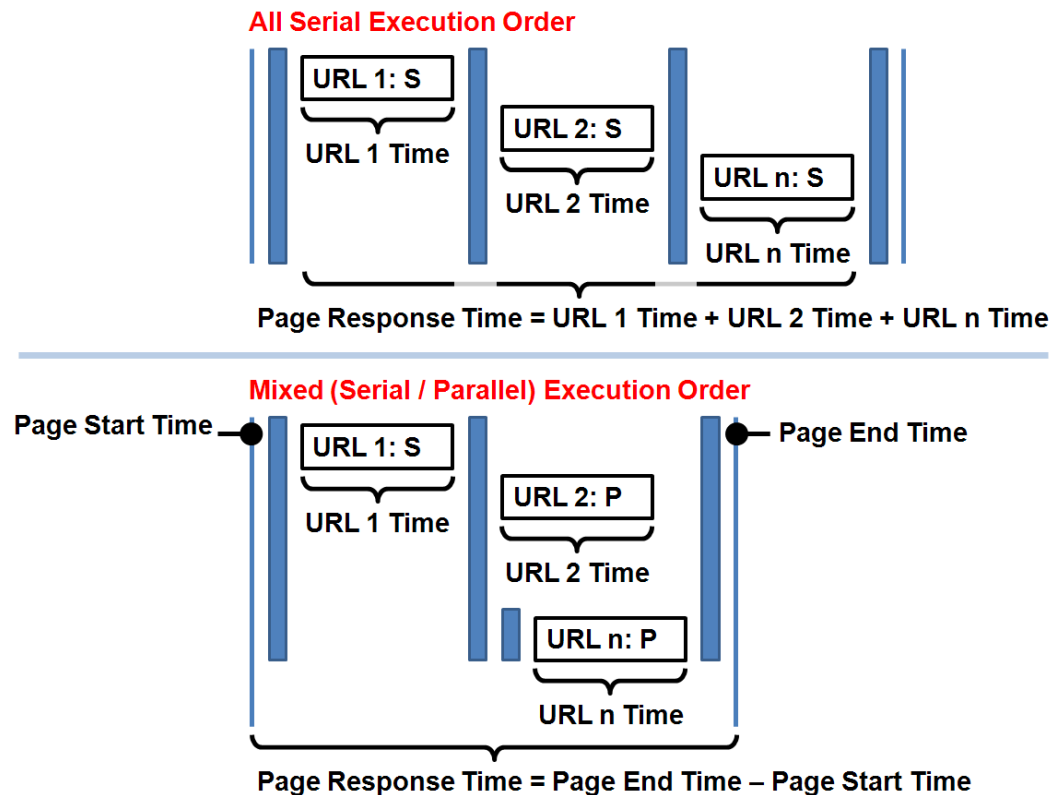 All Serial Execution Order
URL 1: S
URL 1 Time
URL 2: S
URL 2 Time
URL n: S
URL n Time
Page Response Time = URL 1 Time + URL 2 Time + URL n Time
Mixed (Serial / Parallel) Execution Order
Page Start Time
Page End Time
URL 1: S
URL 1 Time
URL 2: P
URL 2 Time
URL n: P
URL n Time
Page Response Time = Page End Time – Page Start Time